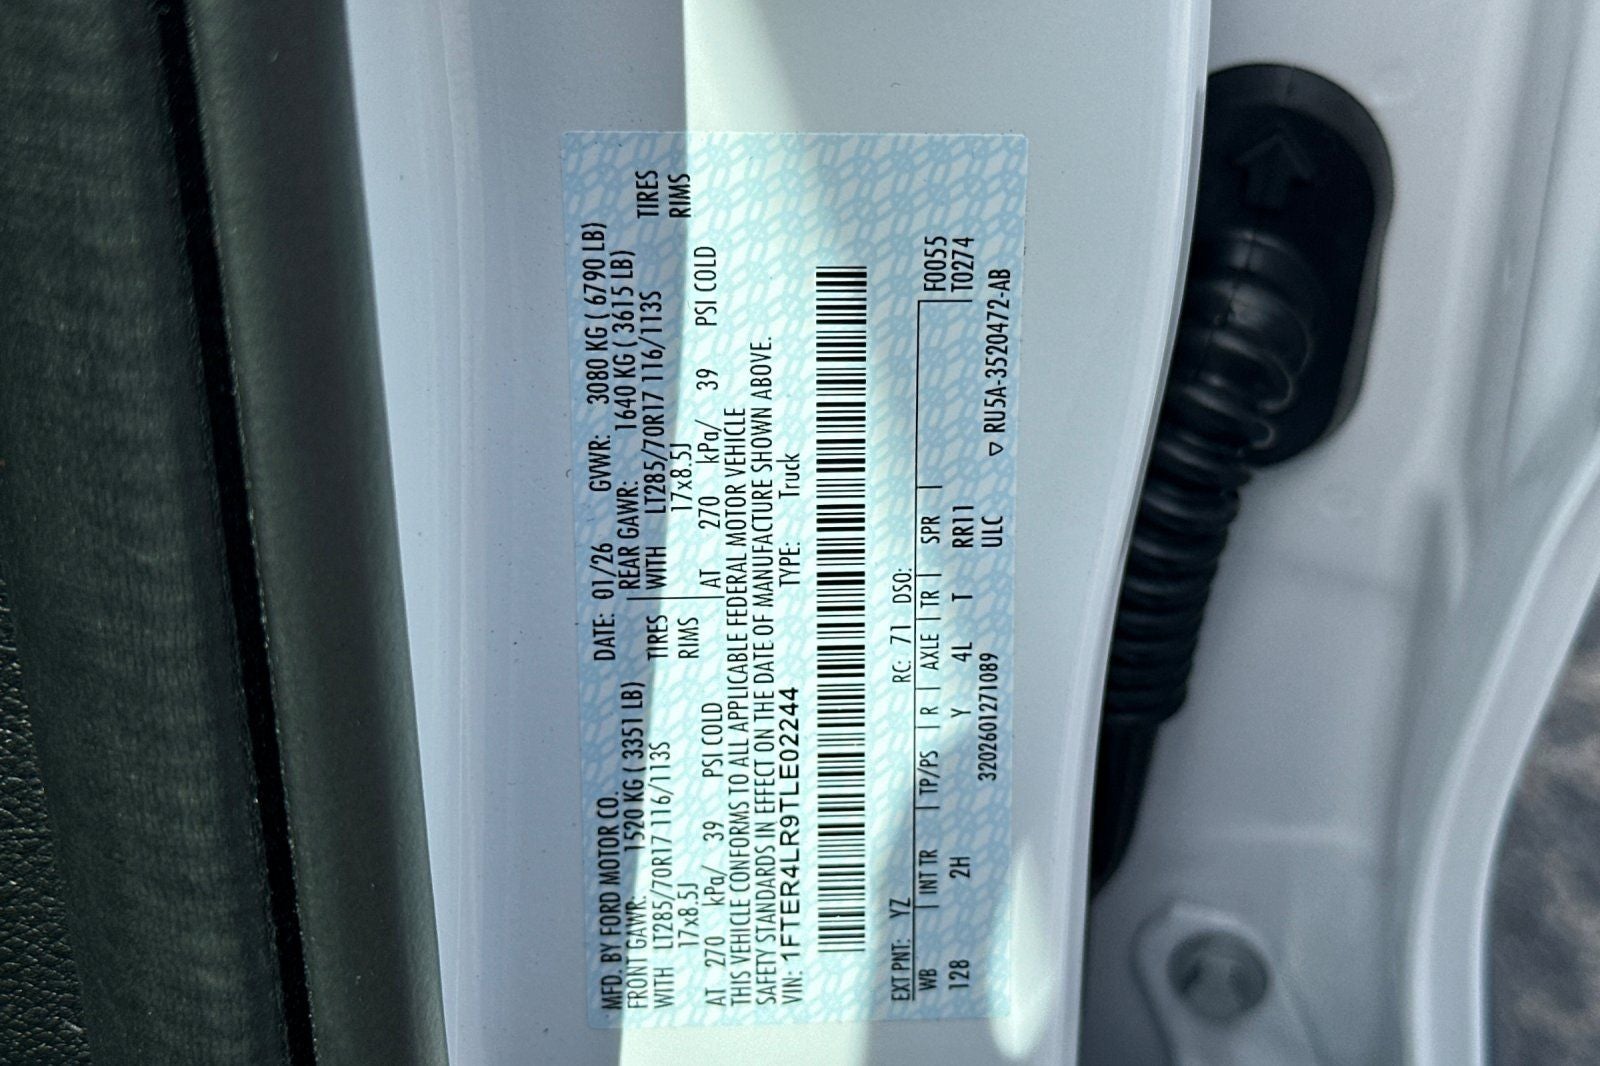 MFD. BY FORD MOTOR CO. DATE: 01/26 GVWR: 3080 KG ( 6790 LB)
FRONT GAWR: 1520 KG ( 3351 LB) REAR GAWR: 1640 KG ( 3615 LB)
WITH LT285/70R17 116/113S TIRES WITH LT285/70R17 116/113S TIRES
17x8.5J RIMS 17x8.5J RIMS
AT 270 kPa/ 39 PSI COLD AT 270 kPa/ 39 PSI COLD
THIS VEHICLE CONFORMS TO ALL APPLICABLE FEDERAL MOTOR VEHICLE
SAFETY STANDARDS IN EFFECT ON THE DATE OF MANUFACTURE SHOWN ABOVE.
VIN: 1FTER4LR9TLE02244 TYPE: Truck
EXT PNT: YZ RC: 71 DSO: F0055
WB INT TR TP/PS R AXLE TR SPR T0274
128 2H Y 4L T RR11
3202601271089 ULC ▽ RU5A-3520472-AB